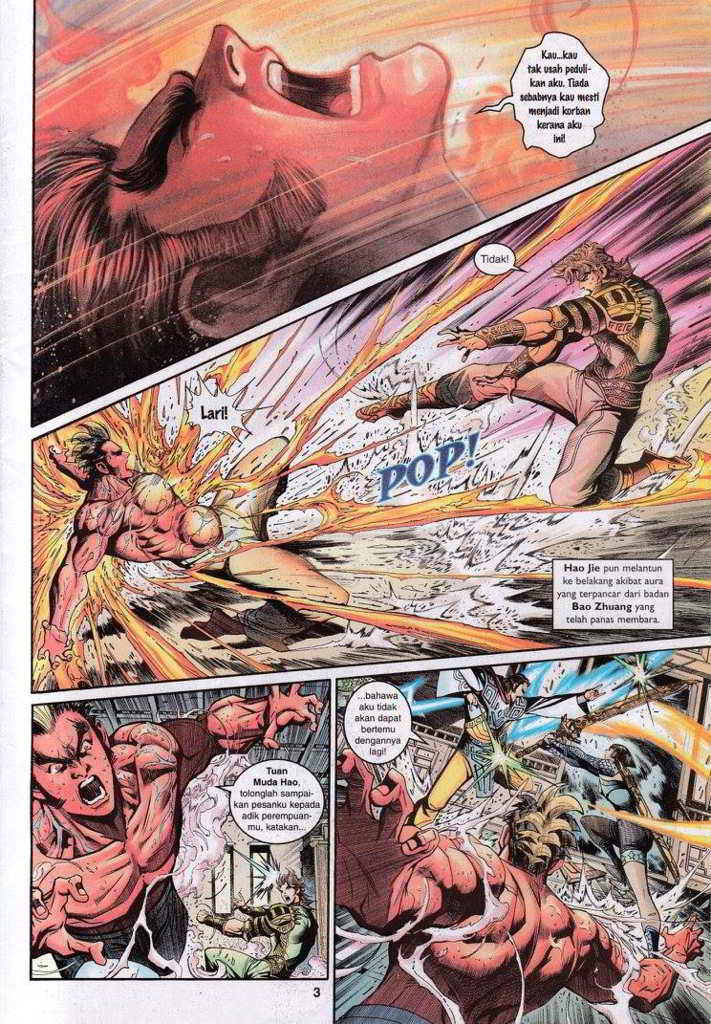 Kau...kau
tak usah peduli-
kan aku. Tiada
sebabnya kau mesti
menjadi korban
kerana aku
ini!
Tidak!
Lari!
POP!
Hao Jie pun melantun
ke belakang akibat aura
yang terpancar dari badan
Bao Zhuang yang
telah panas membara.
Tuan
Muda Hao,
tolonglah sampai-
kan pesanku kepada
adik perempuan-
mu, katakan...
...bahawa
aku tidak
akan dapat
bertemu
dengannya
lagi!
3